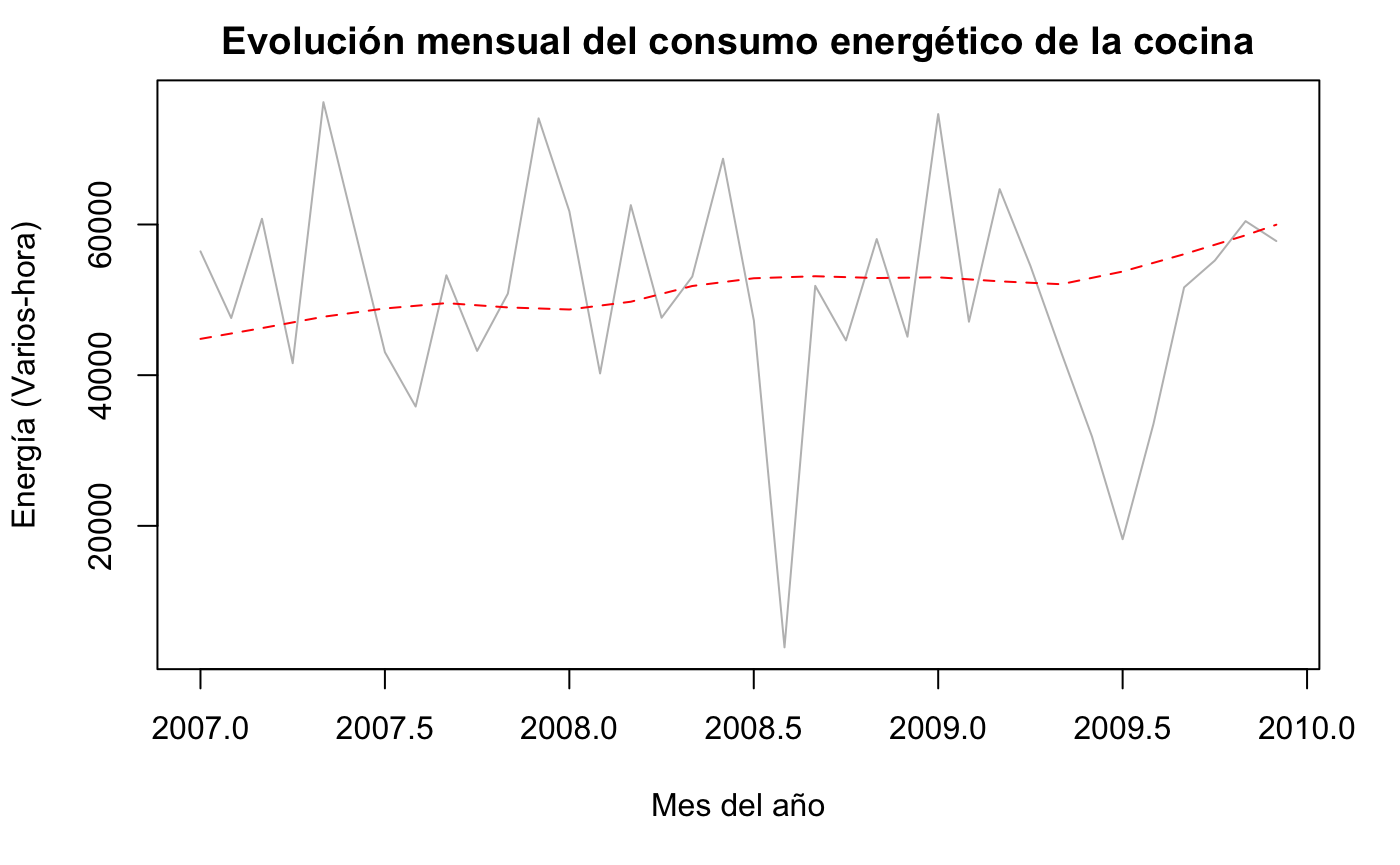 Evolución mensual del consumo energético de la cocina
Energía (Varios-hora)
60000
40000
20000
2007.0 2007.5 2008.0 2008.5 2009.0 2009.5 2010.0
Mes del año